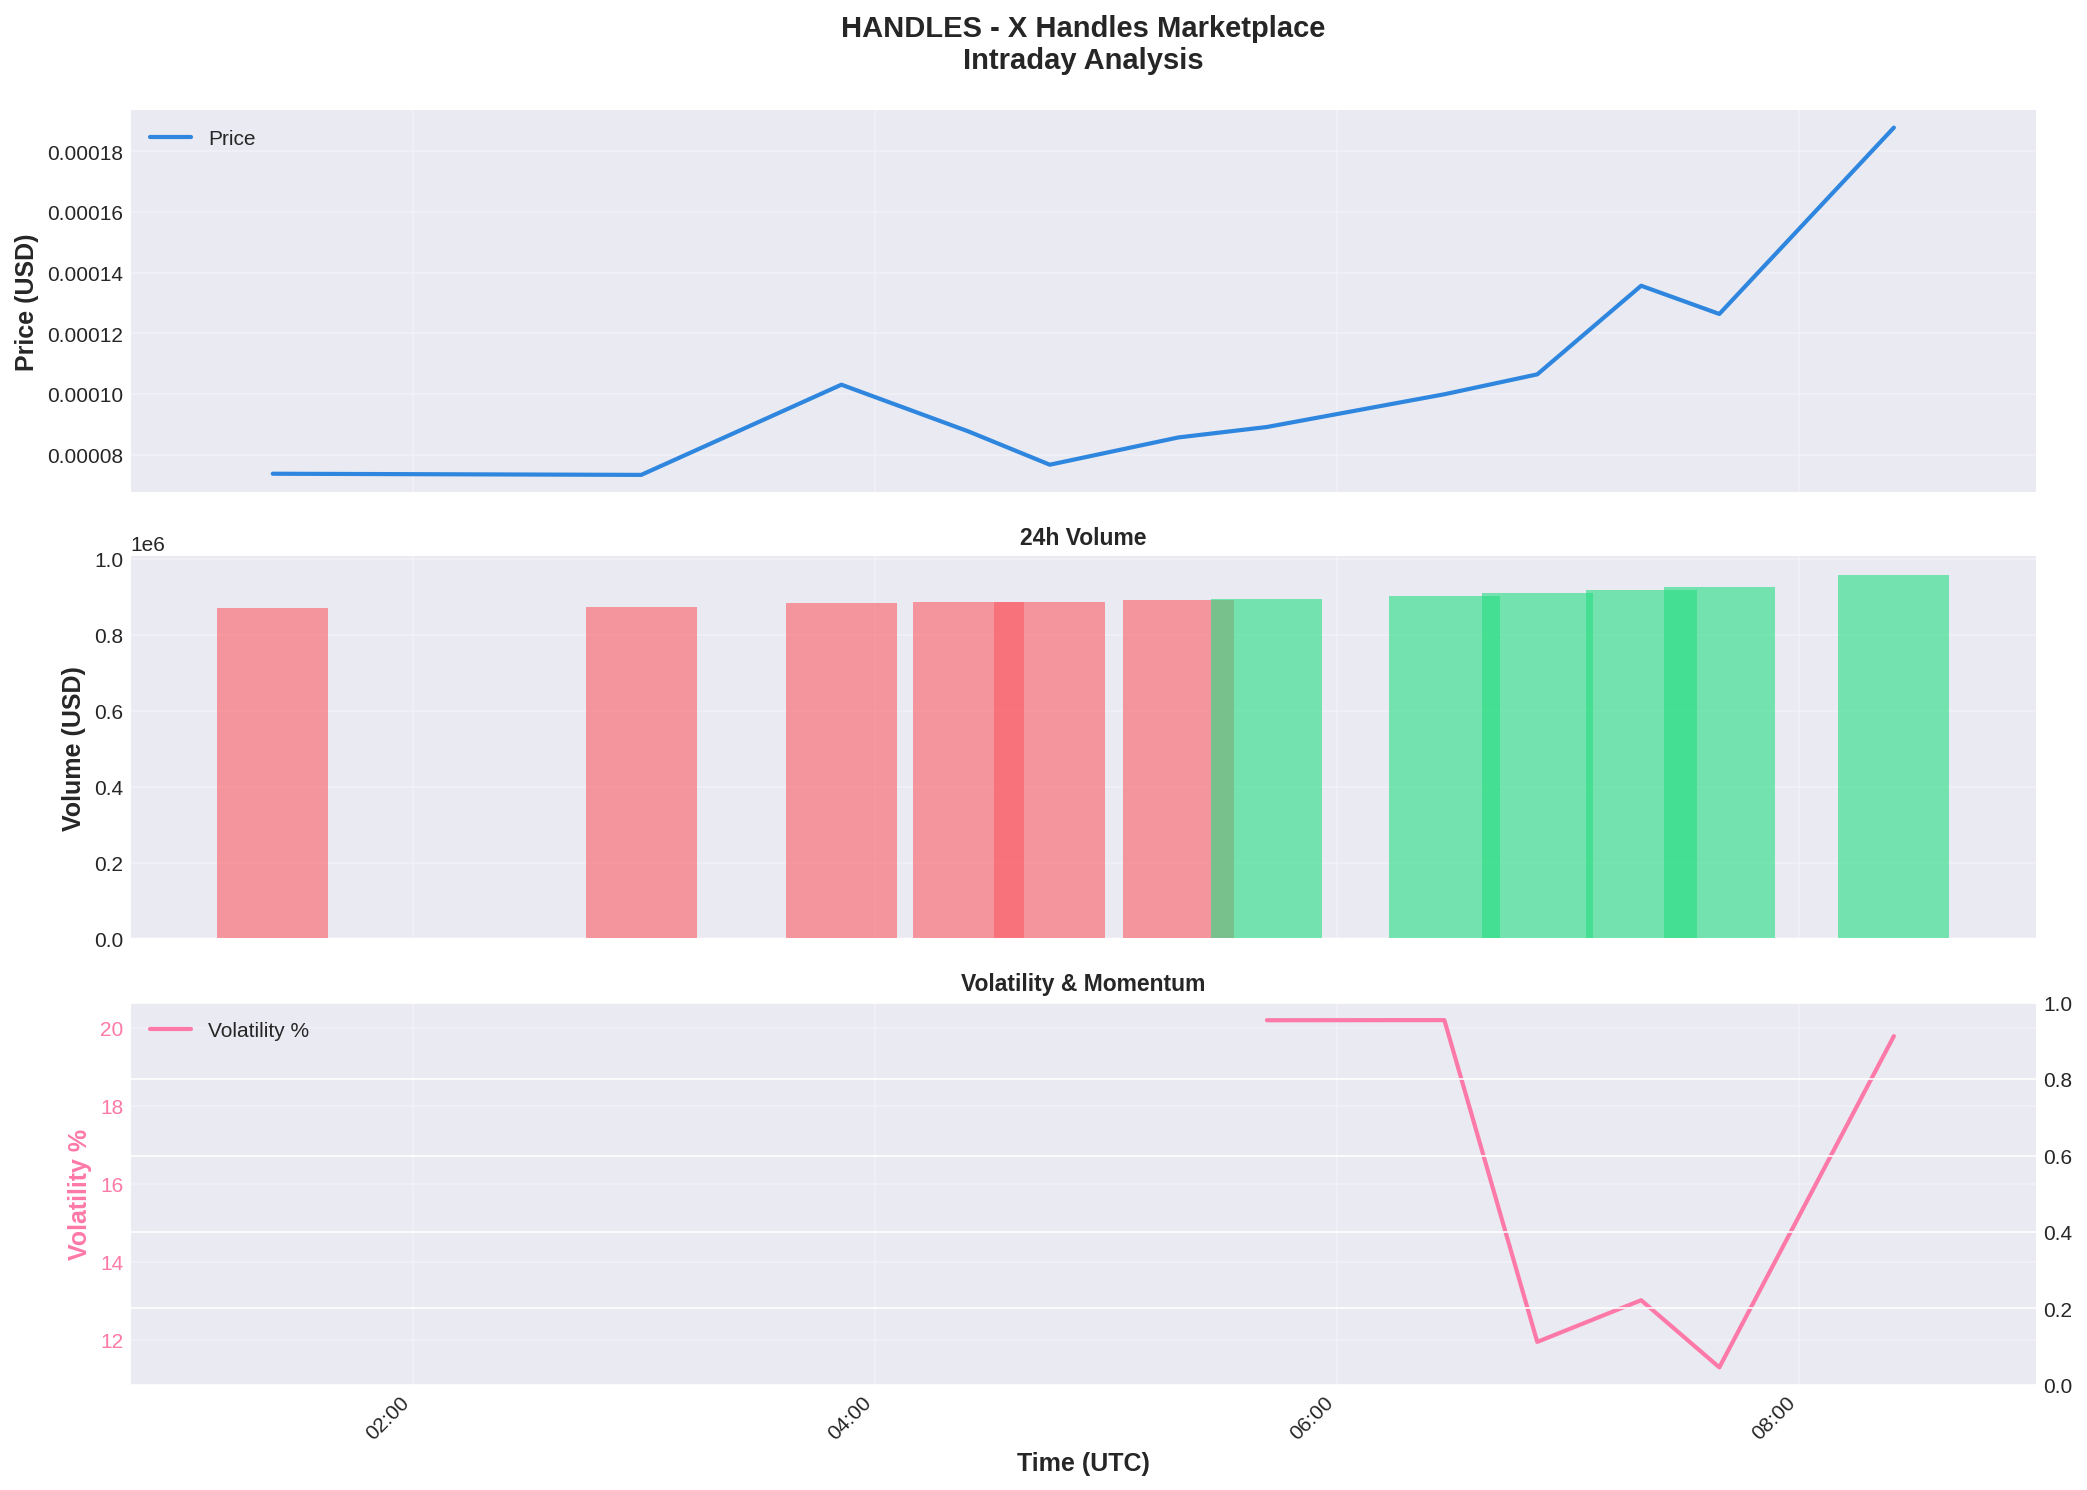 HANDLES - X Handles Marketplace
Intraday Analysis
Price
0.00018
0.00016
0.00014
0.00012
0.00010
0.00008
Price (USD)
24h Volume
1e6
1.0
0.8
0.6
0.4
0.2
0.0
Volume (USD)
Volatility & Momentum
Volatility %
20
18
16
14
12
Volatility %
1.0
0.8
0.6
0.4
0.2
0.0
02:00
04:00
06:00
08:00
Time (UTC)